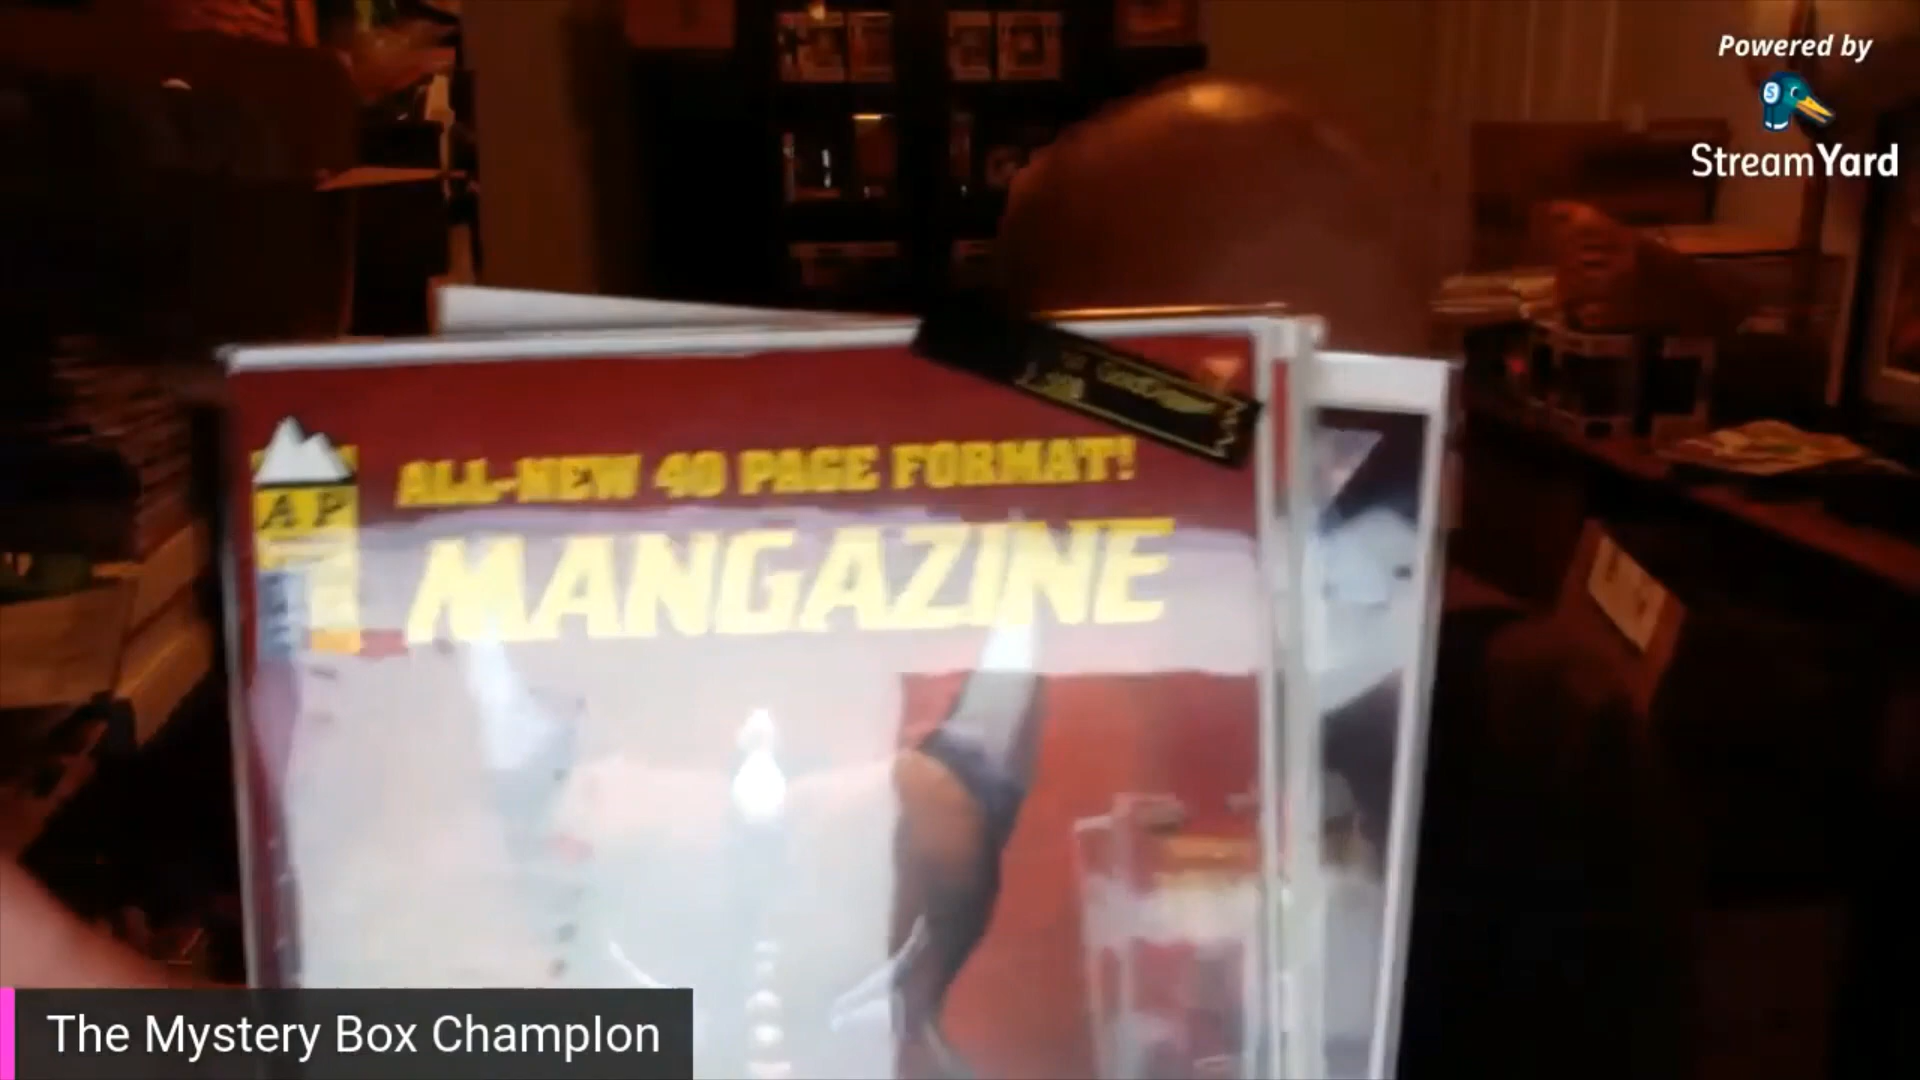 Powered by
StreamYard
ALL-NEW 40 PAGE FORMAT!
AP
MANGAZINE
The Mystery Box ChampIon